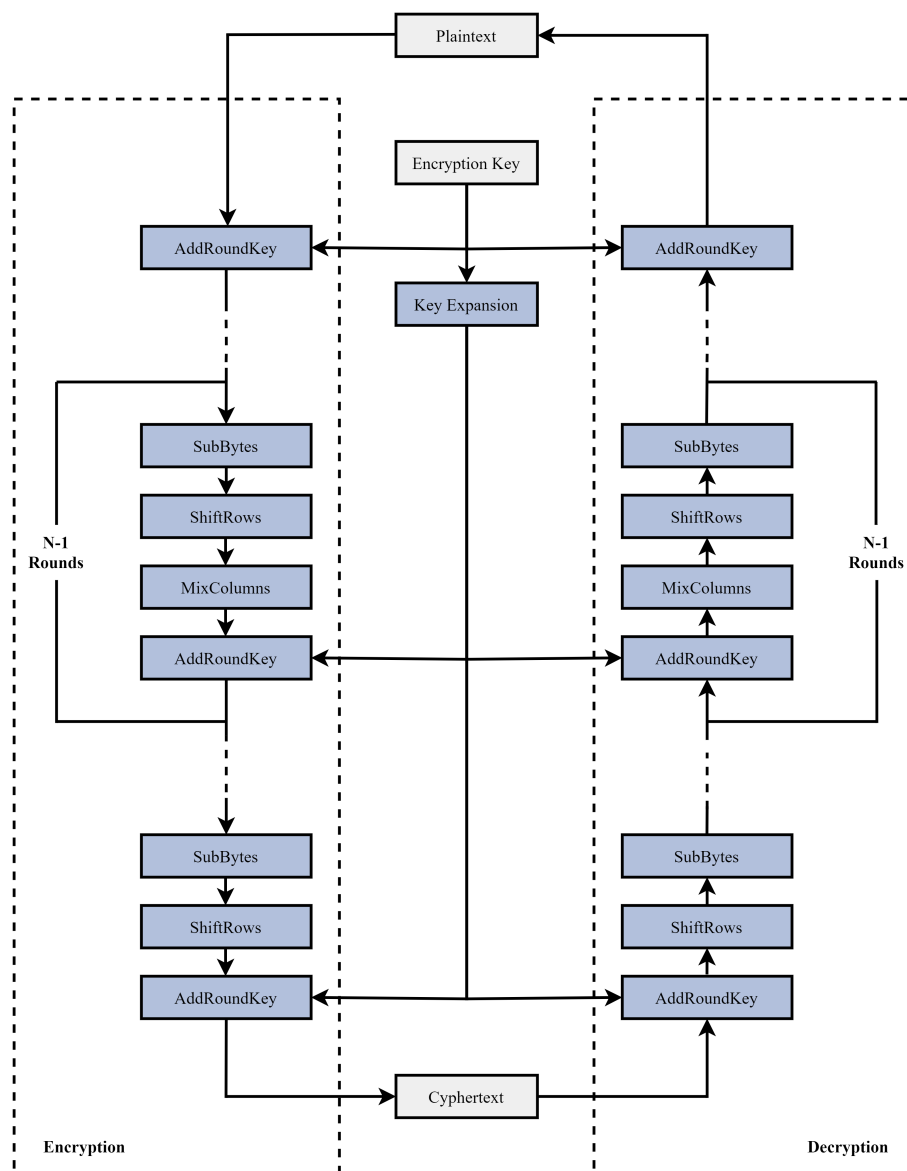 Plaintext
Encryption Key
AddRoundKey
AddRoundKey
Key Expansion
SubBytes
SubBytes
ShiftRows
ShiftRows
N-1
Rounds
N-1
Rounds
MixColumns
MixColumns
AddRoundKey
AddRoundKey
SubBytes
SubBytes
ShiftRows
ShiftRows
AddRoundKey
AddRoundKey
Cyphertext
Encryption
Decryption